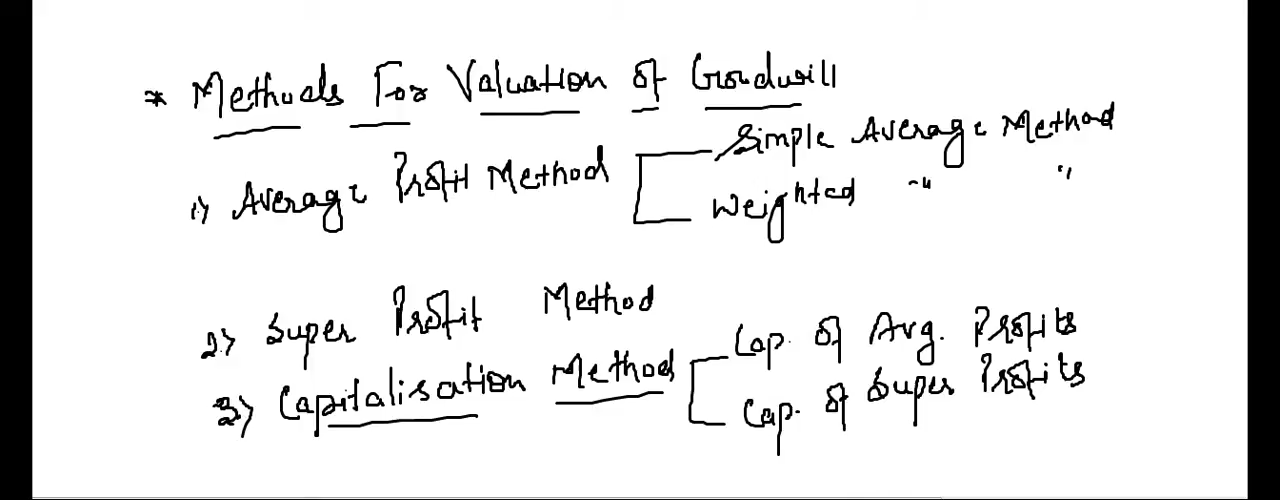 * Methods For Valuation of Goodwill
1) Average Profit Method
Simple Average Method
Weighted " "
2) Super Profit Method
3) Capitalisation Method
Cap. of Avg. Profits
Cap. of Super Profits